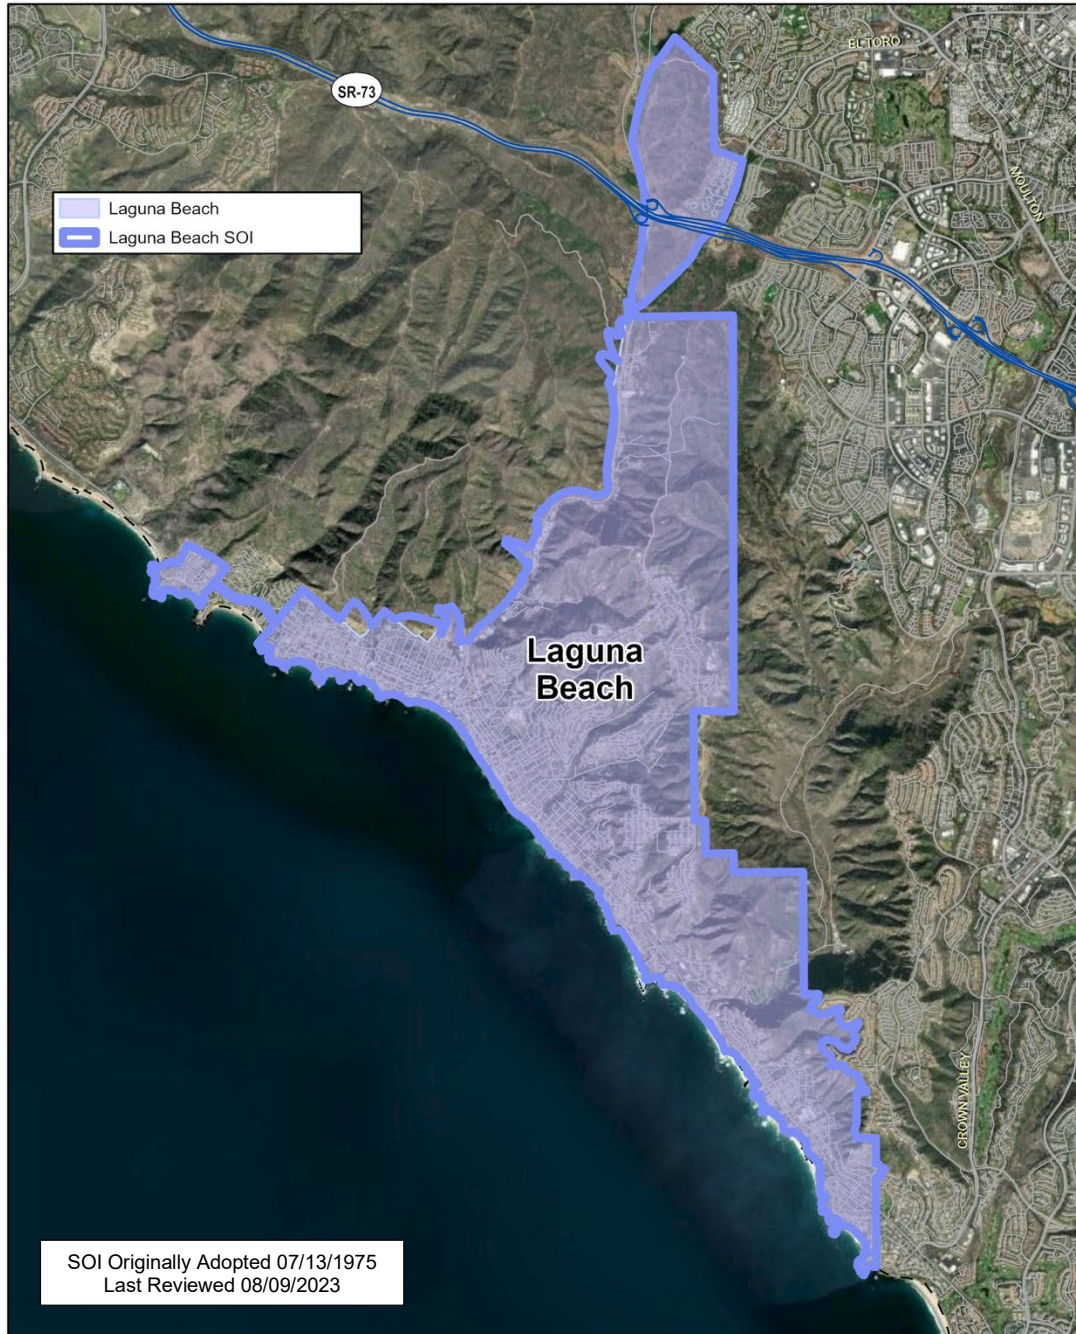 EL TORO
SR-73
MOULTON
Laguna Beach
Laguna Beach SOI
Laguna
Beach
CROWN VALLEY
SOI Originally Adopted 07/13/1975
Last Reviewed 08/09/2023